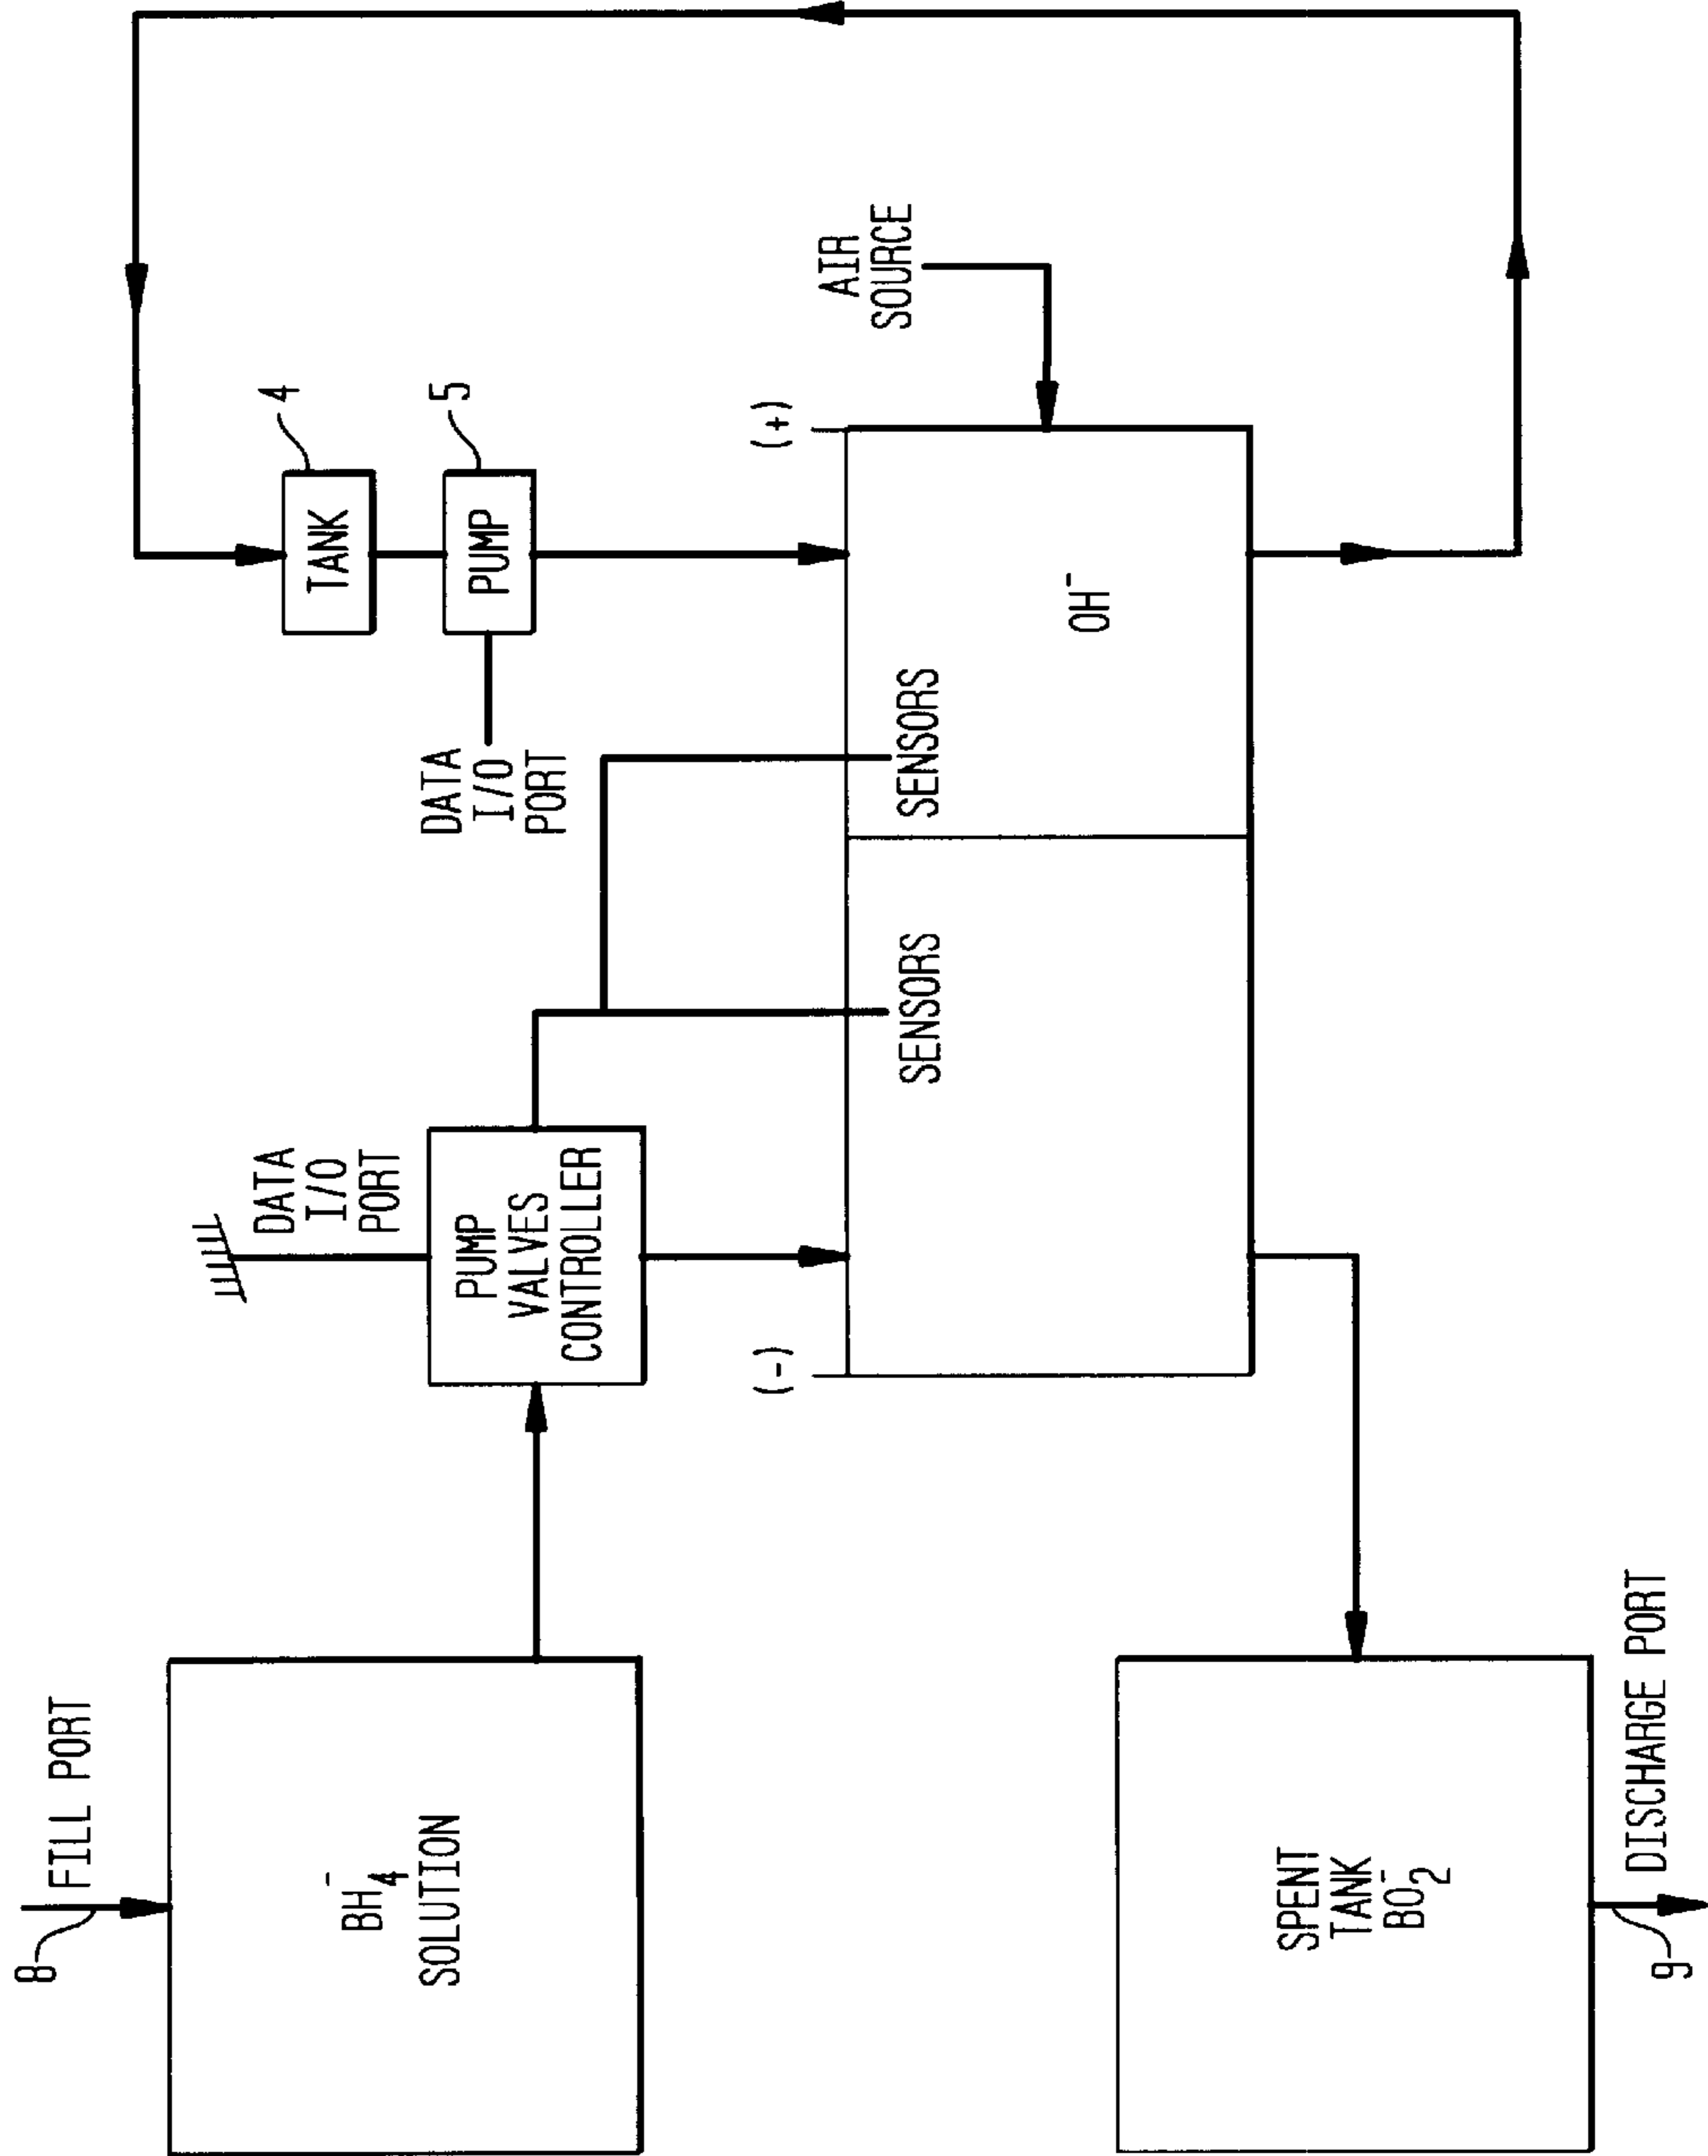 8
FILL PORT
BH4-
SOLUTION
DATA
I/O
PORT
PUMP
VALVES
CONTROLLER
DATA
I/O
PORT
TANK
4
PUMP
5
(-)
(+)
SENSORS
SENSORS
OH-
AIR
SOURCE
SPENT
TANK
BO2-
9
DISCHARGE PORT